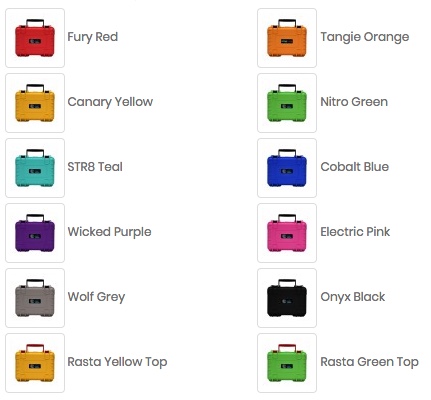 Fury Red
Tangie Orange
Canary Yellow
Nitro Green
STR8 Teal
Cobalt Blue
Wicked Purple
Electric Pink
Wolf Grey
Onyx Black
Rasta Yellow Top
Rasta Green Top